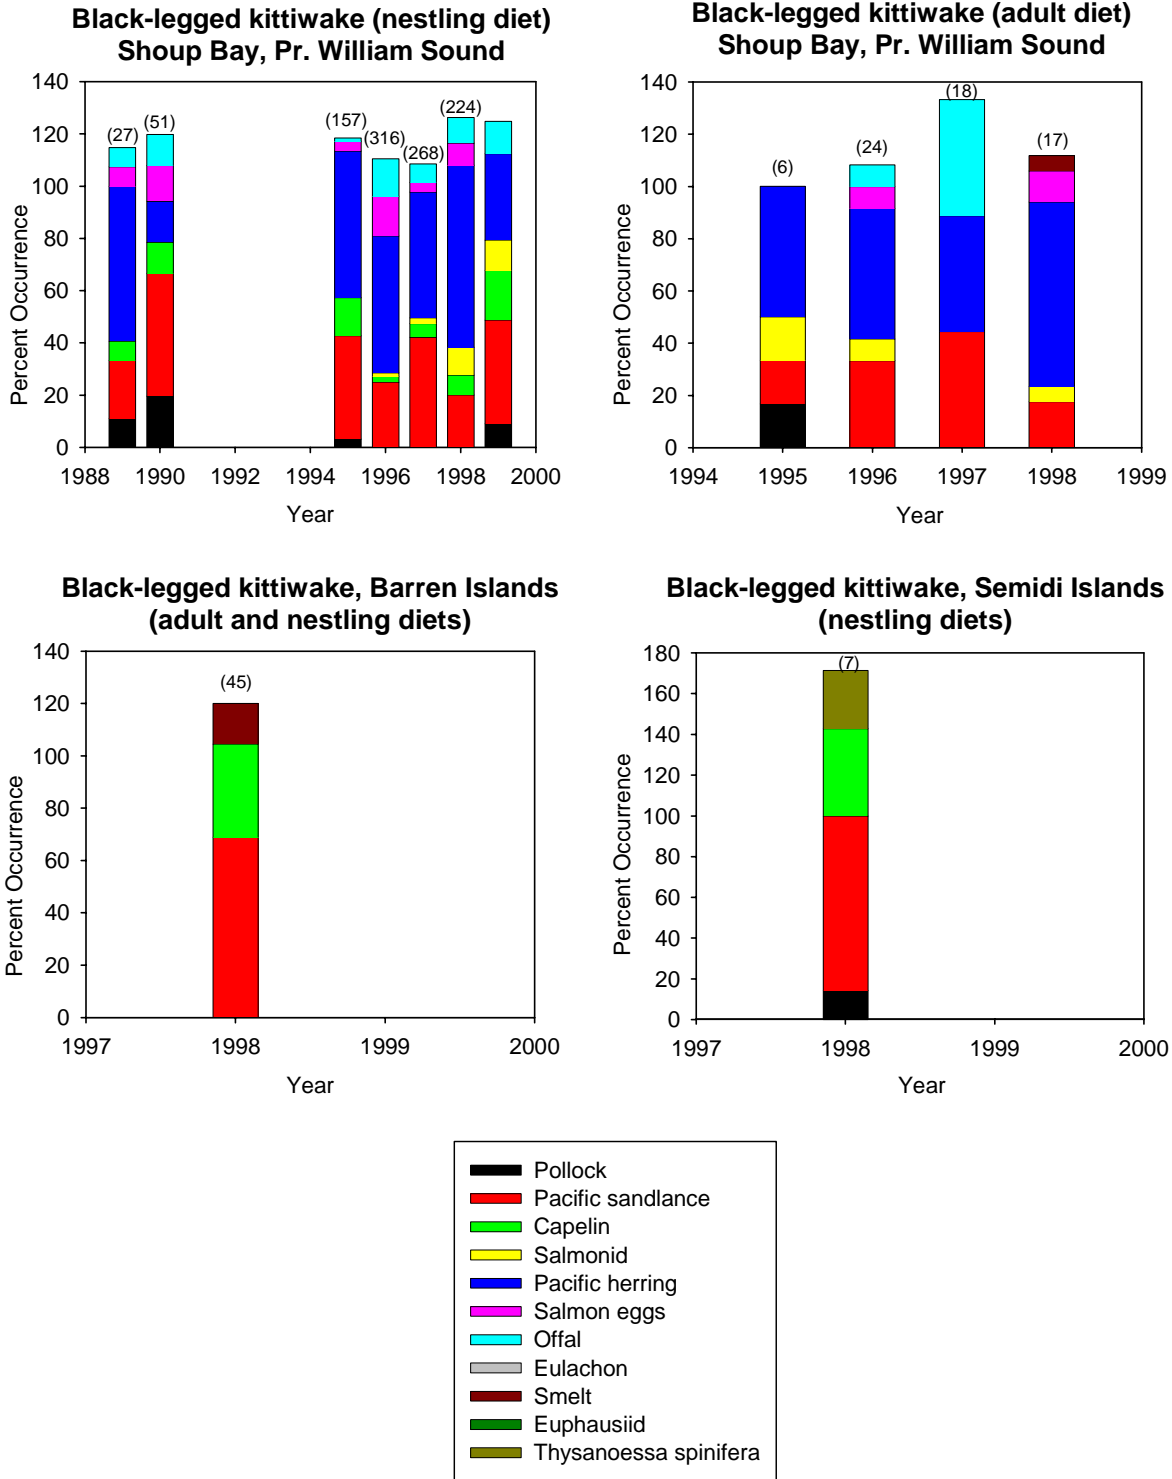 Black-legged kittiwake (nestling diet)
Shoup Bay, Pr. William Sound
140
120
100
80
60
40
20
0
Percent Occurrence
(27)
(51)
(157)
(316)
(268)
(224)
1988
1990
1992
1994
1996
1998
2000
Year
Black-legged kittiwake (adult diet)
Shoup Bay, Pr. William Sound
140
120
100
80
60
40
20
0
Percent Occurrence
(6)
(24)
(18)
(17)
1994
1995
1996
1997
1998
1999
Year
Black-legged kittiwake, Barren Islands
(adult and nestling diets)
140
120
100
80
60
40
20
0
Percent Occurrence
(45)
1997
1998
1999
2000
Year
Black-legged kittiwake, Semidi Islands
(nestling diets)
180
160
140
120
100
80
60
40
20
0
Percent Occurrence
(7)
1997
1998
1999
2000
Year
Pollock
Pacific sandlance
Capelin
Salmonid
Pacific herring
Salmon eggs
Offal
Eulachon
Smelt
Euphausiid
Thysanoessa spinifera